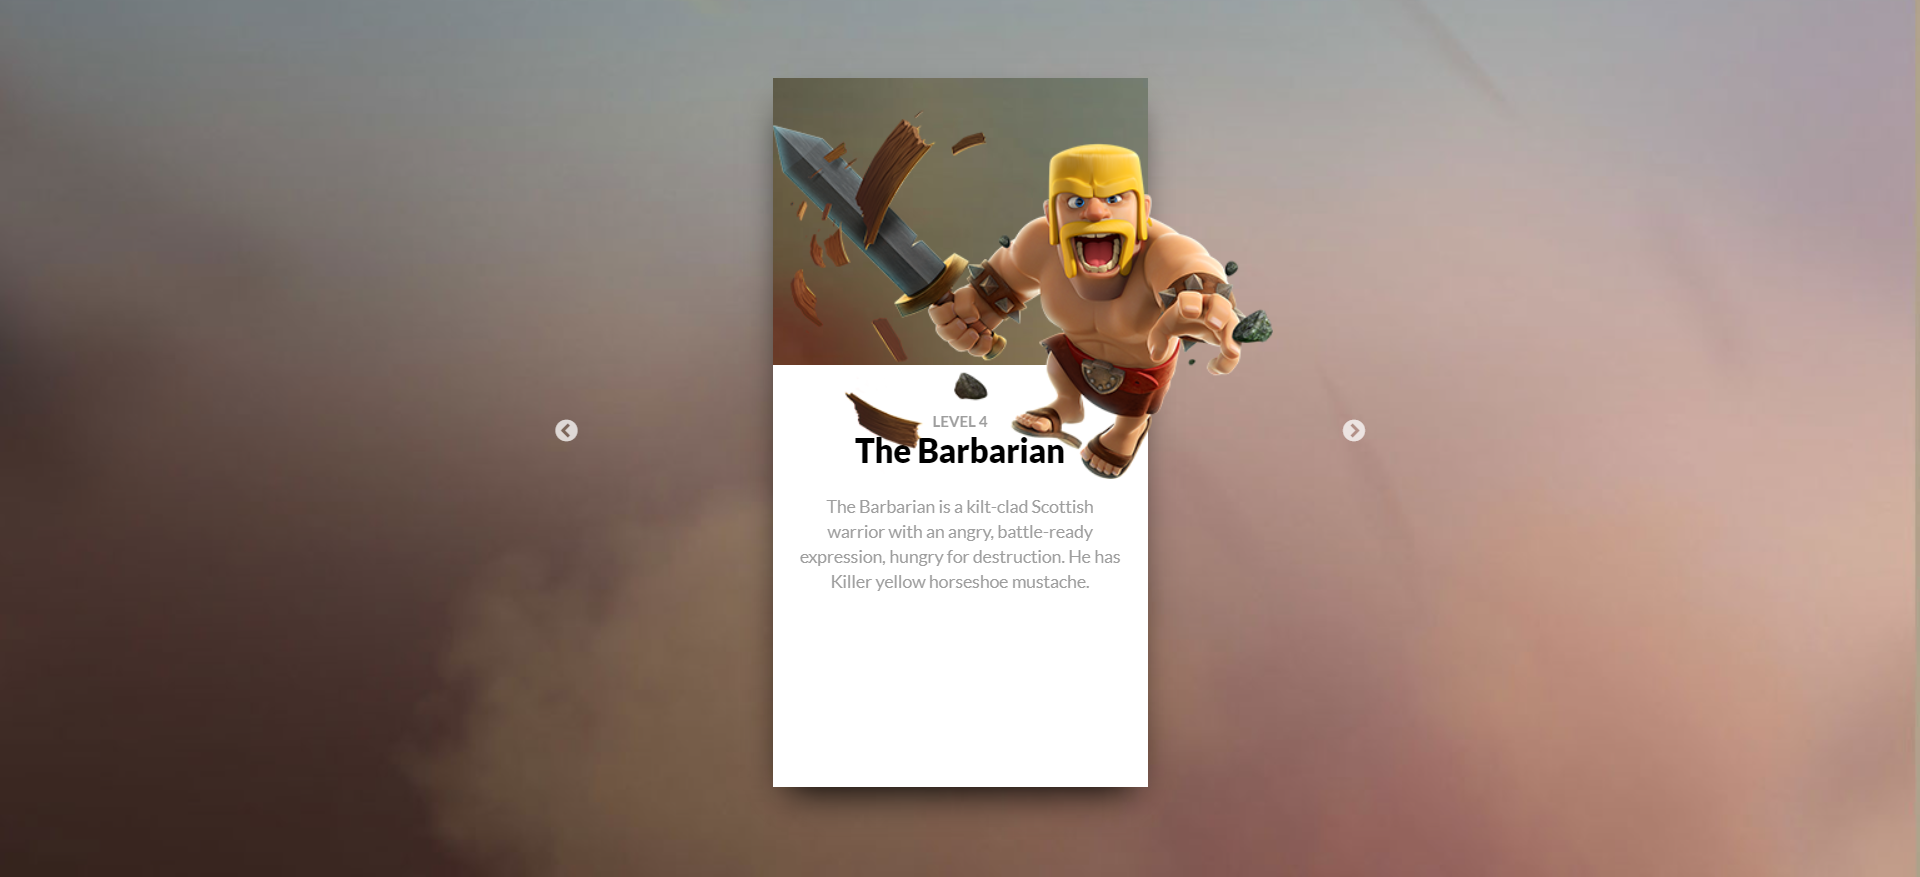 LEVEL 4
The Barbarian
The Barbarian is a kilt-clad Scottish
warrior with an angry, battle-ready
expression, hungry for destruction. He has
Killer yellow horseshoe mustache.